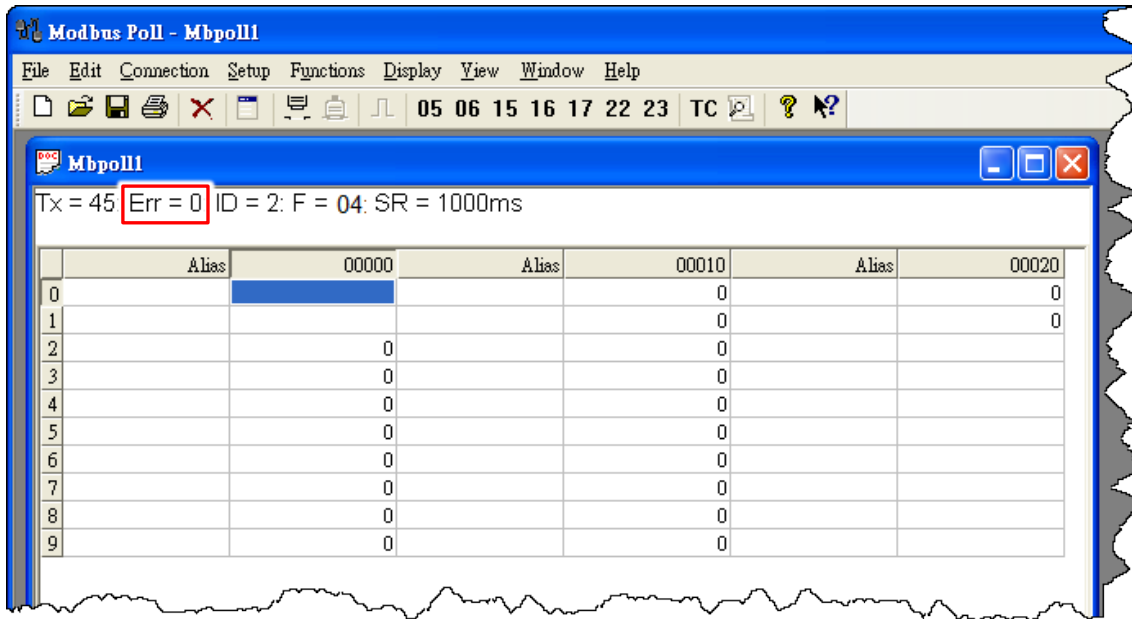 Modbus Poll - Mbpoll1
File Edit Connection Setup Functions Display View Window Help
05 06 15 16 17 22 23 TC
Mbpoll1
Tx = 45: Err = 0 ID = 2: F = 04: SR = 1000ms
Alias 00000 Alias 00010 Alias 00020
0 0 0
1 0 0
2 0 0
3 0 0
4 0 0
5 0 0
6 0 0
7 0 0
8 0 0
9 0 0